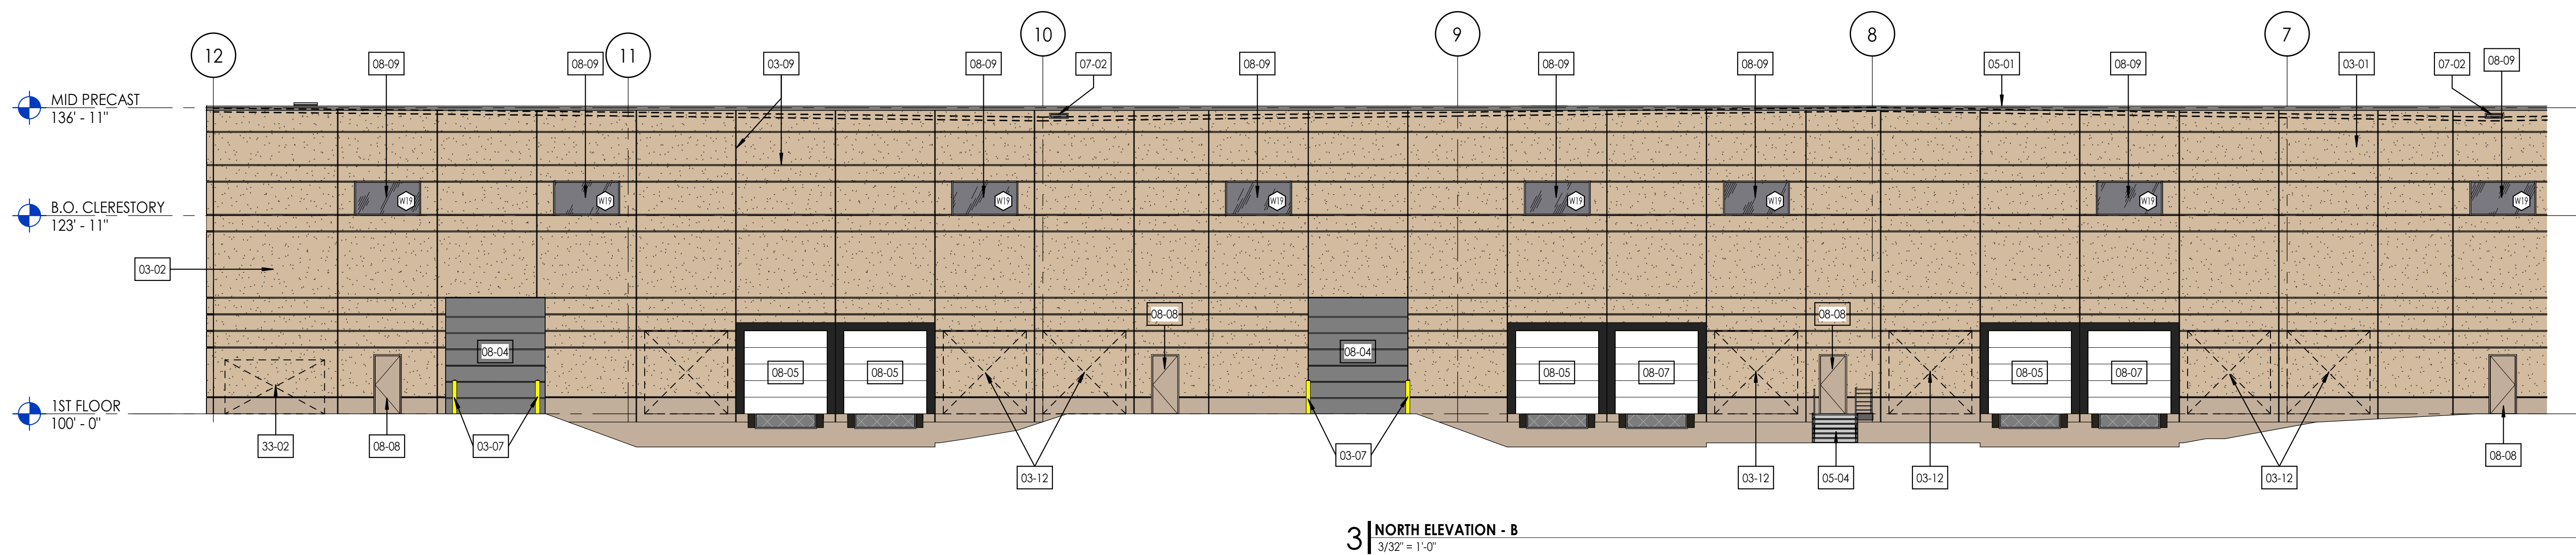 12
11
10
9
8
7
08-09
08-09
03-09
08-09
07-02
08-09
08-09
08-09
05-01
08-09
03-01
07-02
08-09
MID PRECAST
136' - 11"
W19
W19
W19
W19
W19
W19
W19
W19
B.O. CLERESTORY
123' - 11"
03-02
08-08
08-08
08-04
08-04
08-05
08-05
08-05
08-07
08-05
08-07
1ST FLOOR
100' - 0"
33-02
08-08
03-07
03-07
08-08
03-12
03-12
05-04
03-12
03-12
3
NORTH ELEVATION - B
3/32" = 1'-0"